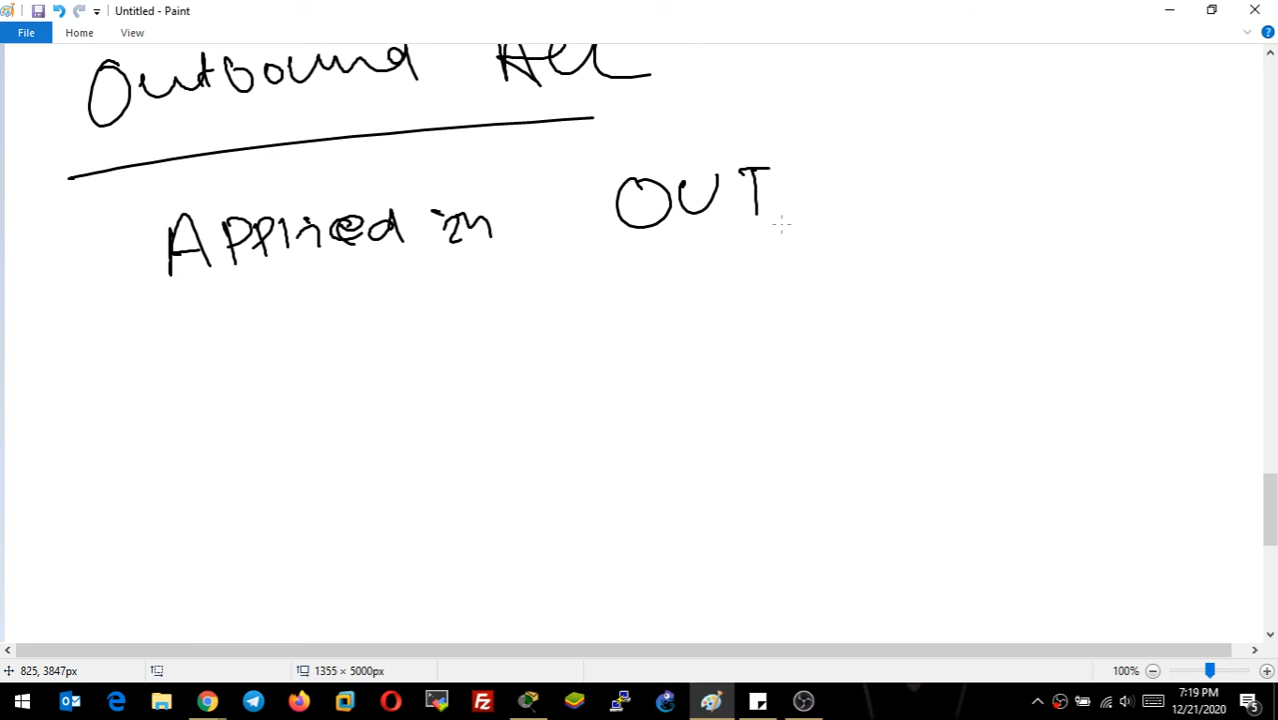 Untitled - Paint
File Home View
Outbound ACL
Applied in OUT
825, 3847px 1355 × 5000px 100%
7:19 PM
12/21/2020
5